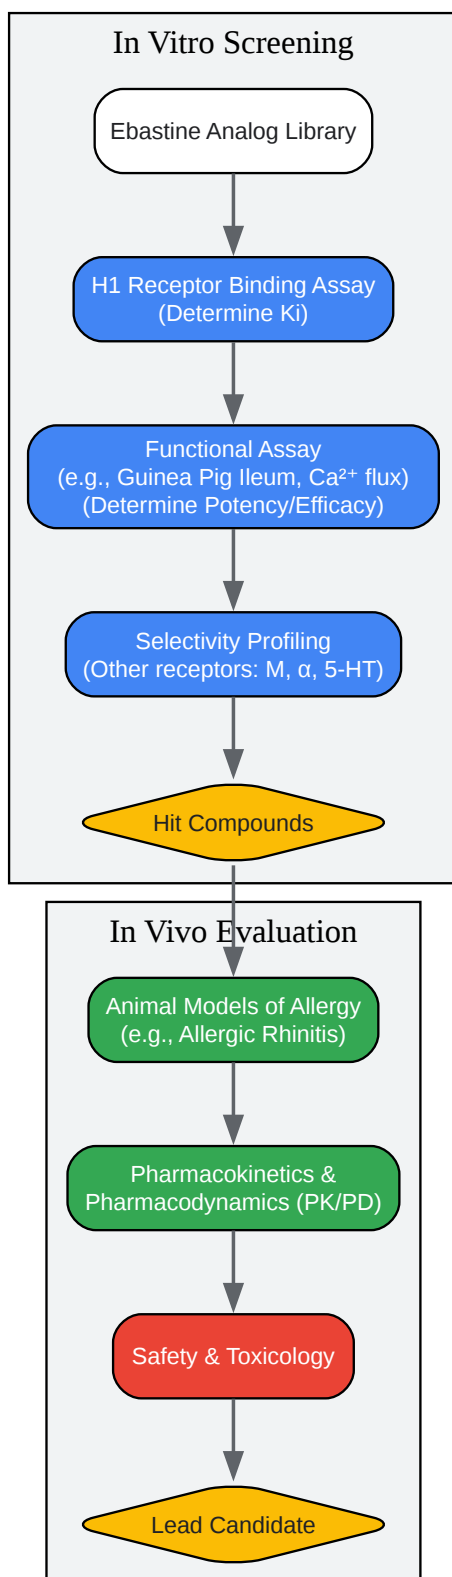 In Vitro Screening
Ebastine Analog Library
H1 Receptor Binding Assay
(Determine Ki)
Functional Assay
(e.g., Guinea Pig Ileum, Ca²⁺ flux)
(Determine Potency/Efficacy)
Selectivity Profiling
(Other receptors: M, α, 5-HT)
Hit Compounds
In Vivo Evaluation
Animal Models of Allergy
(e.g., Allergic Rhinitis)
Pharmacokinetics &
Pharmacodynamics (PK/PD)
Safety & Toxicology
Lead Candidate